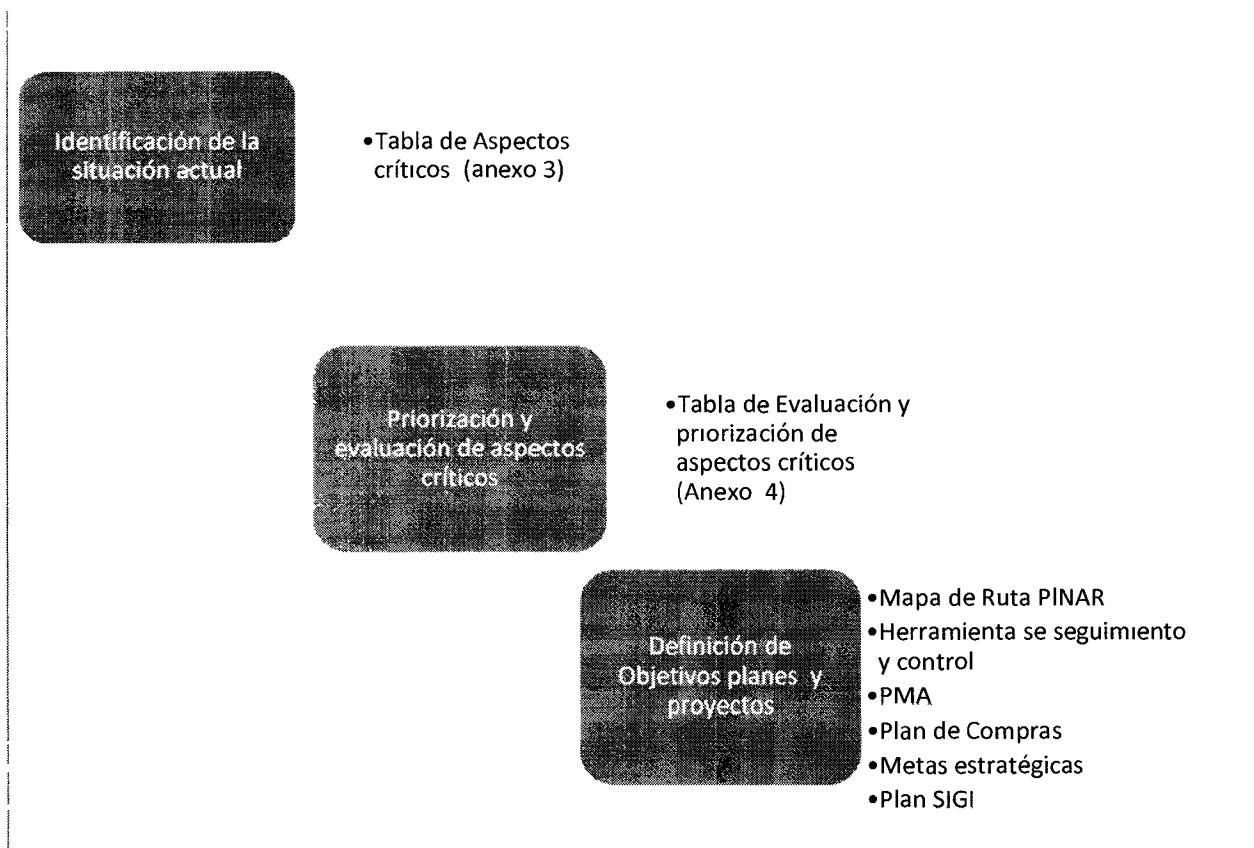 Identificación de la
situación actual
•Tabla de Aspectos
críticos (anexo 3)
Priorización y
evaluación de aspectos
críticos
•Tabla de Evaluación y
priorización de
aspectos críticos
(Anexo 4)
Definición de
Objetivos planes y
proyectos
•Mapa de Ruta PINAR
•Herramienta se seguimiento
y control
•PMA
•Plan de Compras
•Metas estratégicas
•Plan SIGI